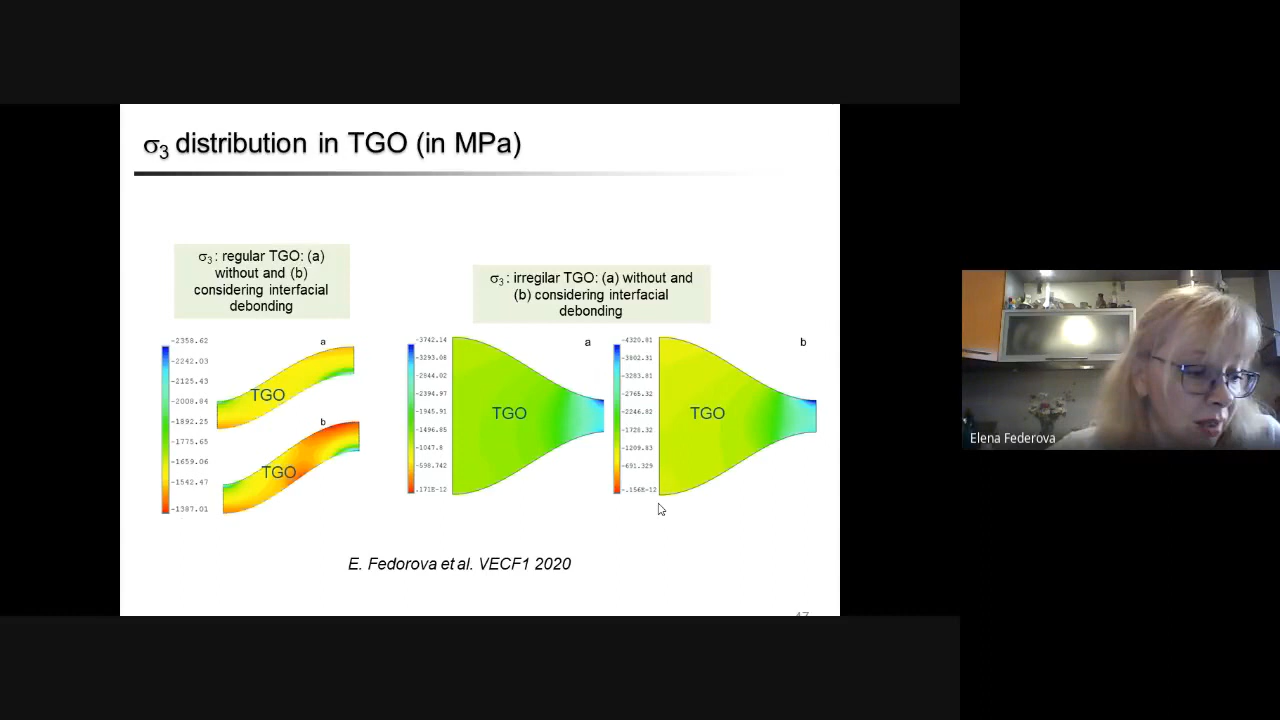 σ3 distribution in TGO (in MPa)
σ3 : regular TGO: (a)
without and (b)
considering interfacial
debonding
σ3 : irregilar TGO: (a) without and
(b) considering interfacial
debonding
a
-2358.62
-2242.03
-2125.43
-2008.84
-1892.25
-1775.65
-1659.06
-1542.47
-1387.01
TGO
b
TGO
a
-3742.14
-3293.08
-2844.02
-2394.97
-1945.91
-1496.85
-1047.8
-598.742
.171E-12
TGO
b
-4320.81
-3802.31
-3283.81
-2765.32
-2246.82
-1728.32
-1209.83
-691.329
-.156E-12
TGO
E. Fedorova et al. VECF1 2020
47
Elena Federova